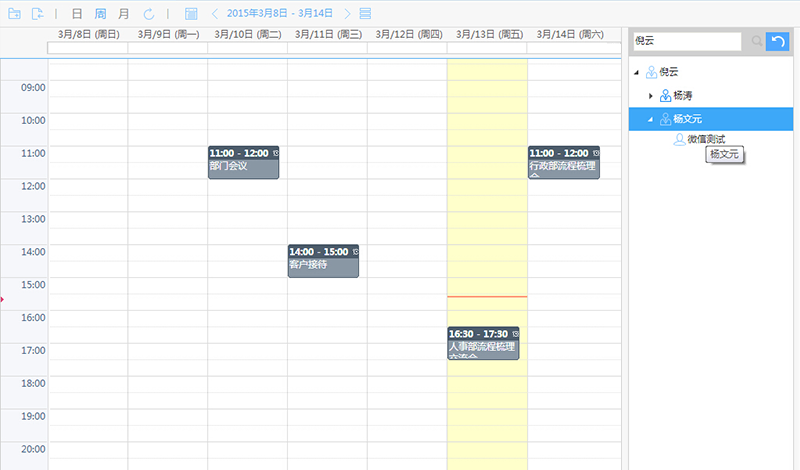 日 周 月 2015年3月8日 - 3月14日
3月/8日 (周日) 3月/9日 (周一) 3月/10日 (周二) 3月/11日 (周三) 3月/12日 (周四) 3月/13日 (周五) 3月/14日 (周六)
09:00
10:00
11:00
12:00
13:00
14:00
15:00
16:00
17:00
18:00
19:00
20:00
11:00 - 12:00
部门会议
14:00 - 15:00
客户接待
16:30 - 17:30
人事部流程梳理
交流会
11:00 - 12:00
行政部流程梳理
会
倪云
倪云
杨涛
杨文元
微信测试
杨文元